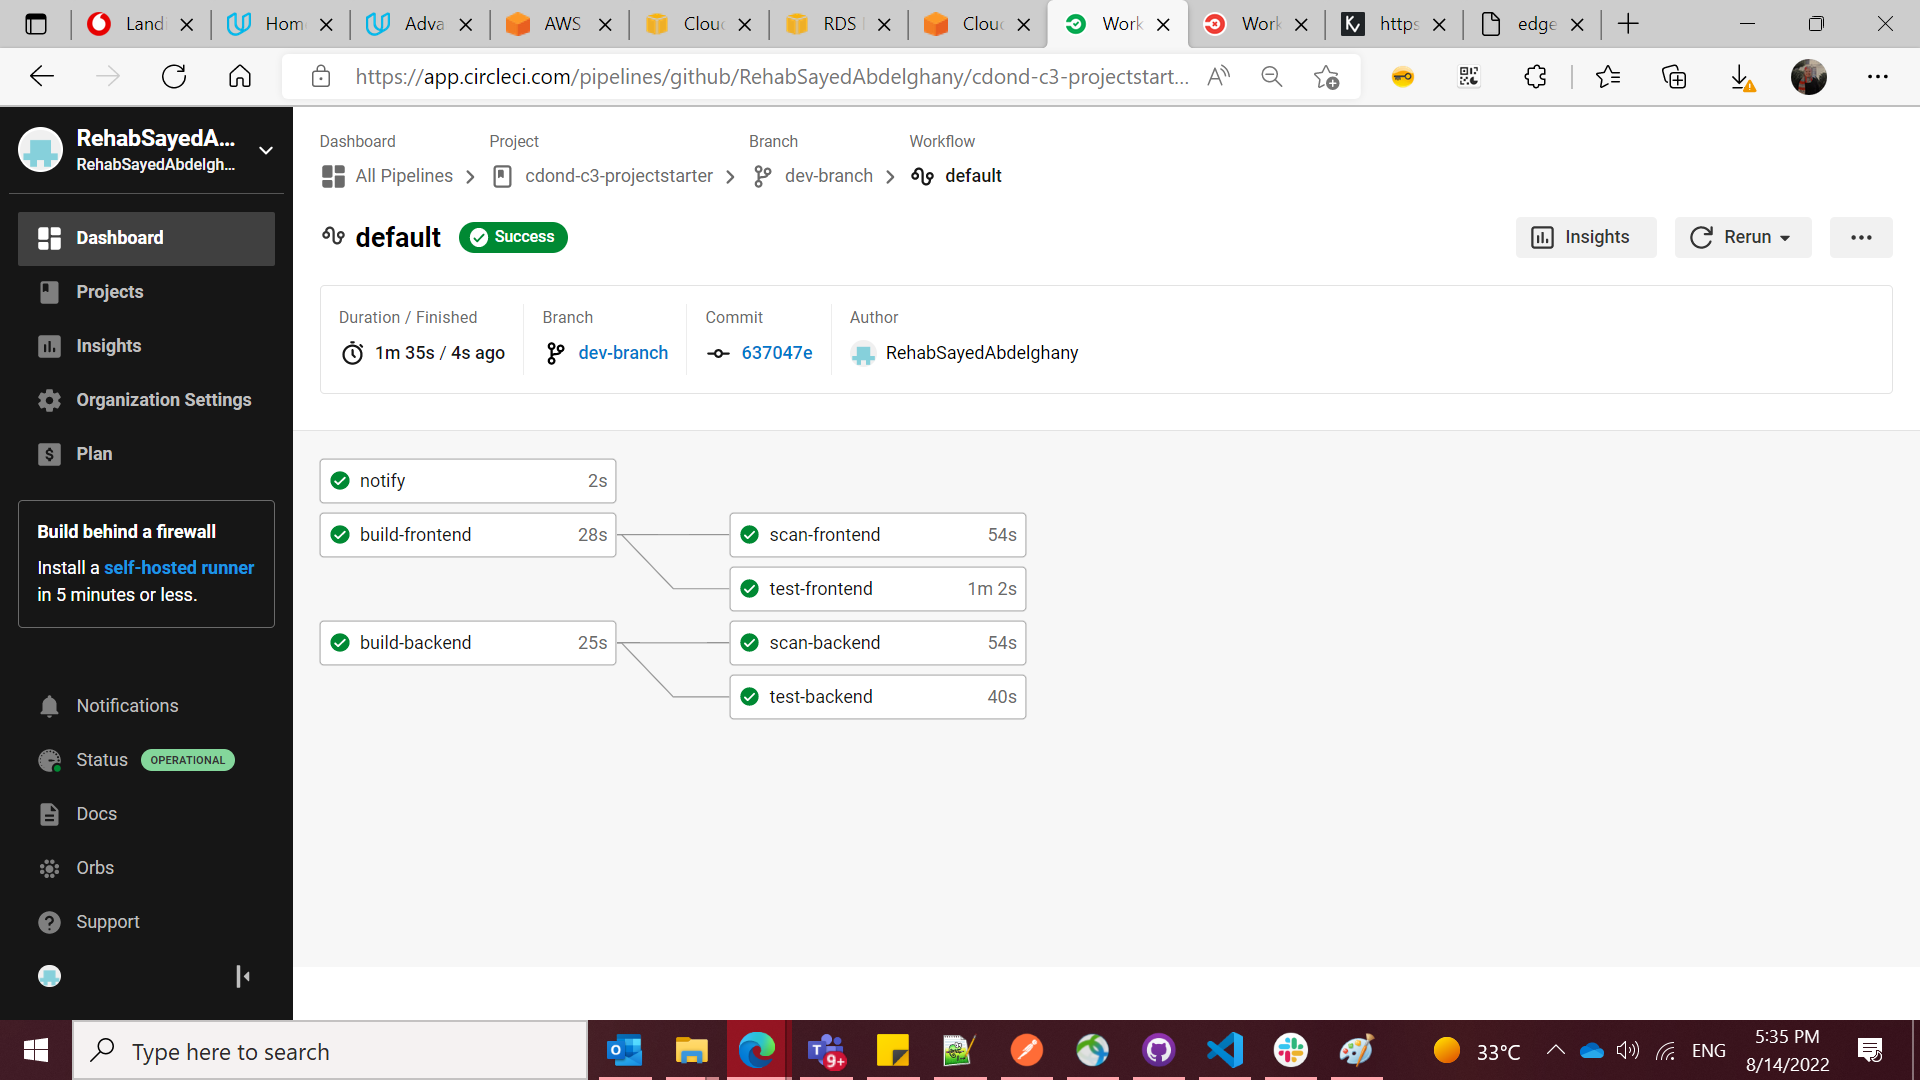 Landi
Home
Adva
AWS
Cloud
RDS
Cloud
Work
Work
https
edge
https://app.circleci.com/pipelines/github/RehabSayedAbdelghany/cdond-c3-projectstart...
RehabSayedA...
RehabSayedAbdelgh...
Dashboard
Projects
Insights
Organization Settings
Plan
Build behind a firewall
Install a self-hosted runner
in 5 minutes or less.
Notifications
Status OPERATIONAL
Docs
Orbs
Support
Dashboard Project Branch Workflow
All Pipelines cdond-c3-projectstarter dev-branch default
default Success
Insights Rerun
Duration / Finished Branch Commit Author
1m 35s / 4s ago dev-branch 637047e RehabSayedAbdelghany
notify 2s
build-frontend 28s scan-frontend 54s
test-frontend 1m 2s
build-backend 25s scan-backend 54s
test-backend 40s
Type here to search
9+
33°C
ENG
5:35 PM
8/14/2022